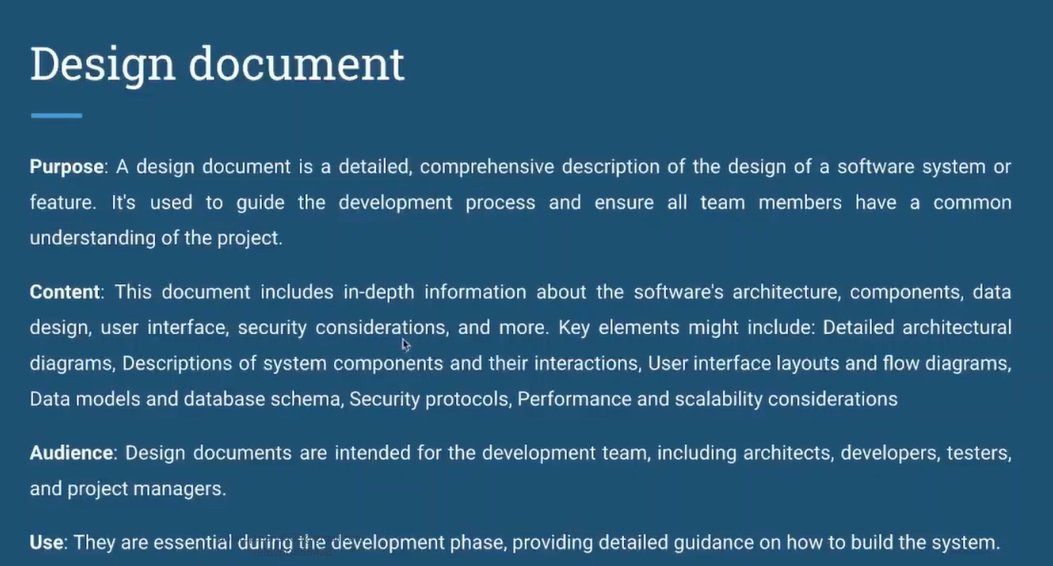 Design document
Purpose: A design document is a detailed, comprehensive description of the design of a software system or
feature. It's used to guide the development process and ensure all team members have a common
understanding of the project.
Content: This document includes in-depth information about the software's architecture, components, data
design, user interface, security considerations, and more. Key elements might include: Detailed architectural
diagrams, Descriptions of system components and their interactions, User interface layouts and flow diagrams,
Data models and database schema, Security protocols, Performance and scalability considerations
Audience: Design documents are intended for the development team, including architects, developers, testers,
and project managers.
Use: They are essential during the development phase, providing detailed guidance on how to build the system.